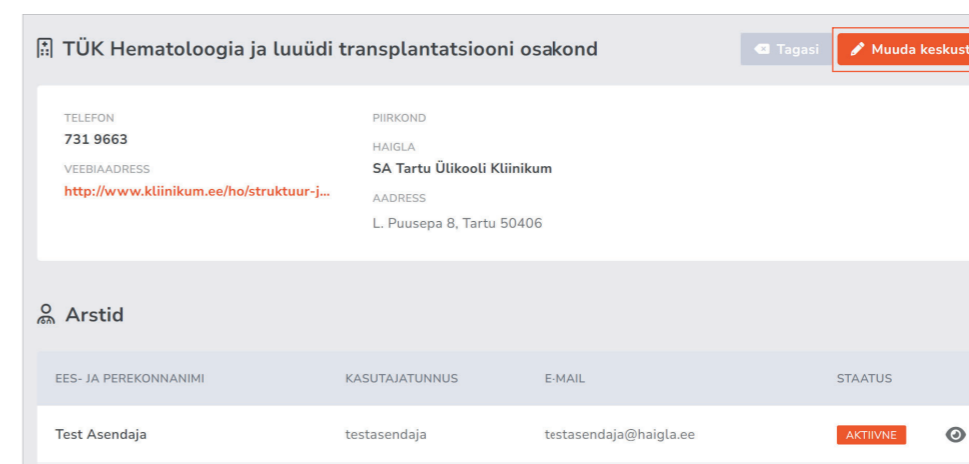 TÜK Hematoloogia ja luuüdi transplantatsiooni osakond
Tagasi
Muuda keskust
TELEFON
731 9663
VEEBIAADRESS
http://www.kliinikum.ee/ho/struktuur-j...
PIIRKOND
HAIGLA
SA Tartu Ülikooli Kliinikum
AADRESS
L. Puusepa 8, Tartu 50406
Arstid
EES- JA PEREKONNANIMI KASUTAJATUNNUS E-MAIL STAATUS
Test Asendaja testasendaja testasendaja@haigla.ee AKTIIVNE